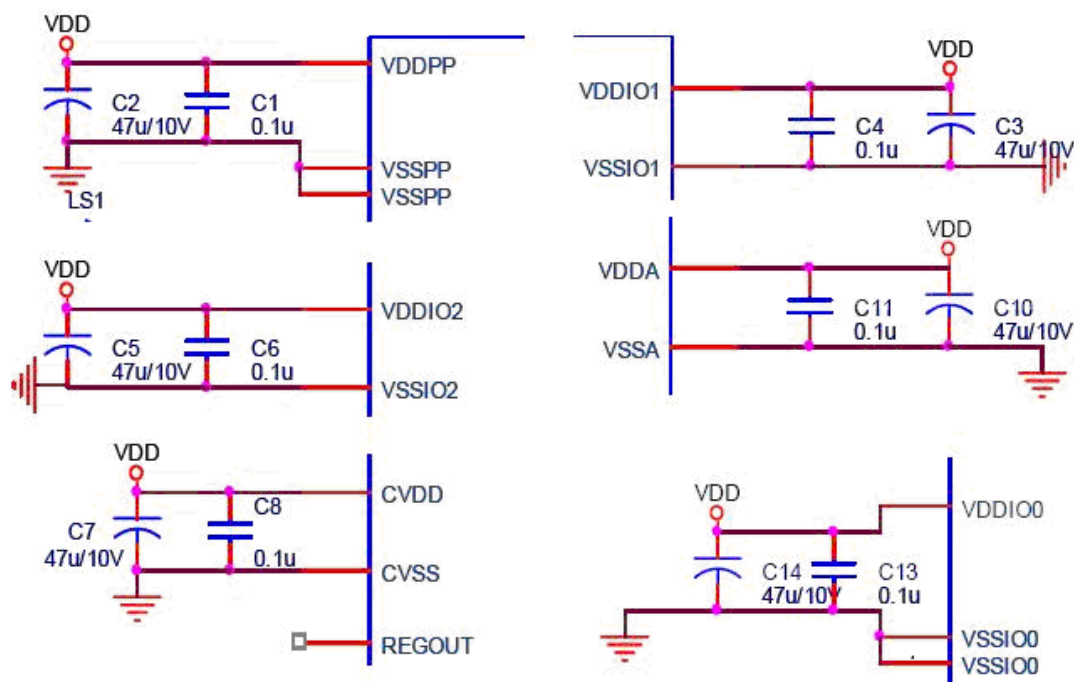 VDD
VDDPP
C2
47u/10V
C1
0.1u
VSSPP
VSSPP
LS1
VDD
VDDIO1
C4
0.1u
C3
47u/10V
VSSIO1
VDD
VDDIO2
C5
47u/10V
C6
0.1u
VSSIO2
VDD
VDDA
C11
0.1u
C10
47u/10V
VSSA
VDD
CVDD
C7
47u/10V
C8
0.1u
CVSS
REGOUT
VDD
VDDIO0
C14
47u/10V
C13
0.1u
VSSIO0
VSSIO0